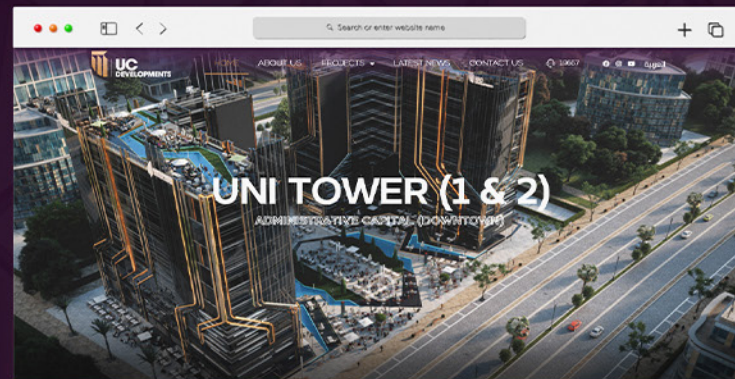 Search or enter website name
UC
DEVELOPMENTS
HOME ABOUT US PROJECTS LATEST NEWS CONTACT US 19667 العربية
UNI TOWER (1 & 2)
ADMINISTRATIVE CAPITAL (DOWNTOWN)